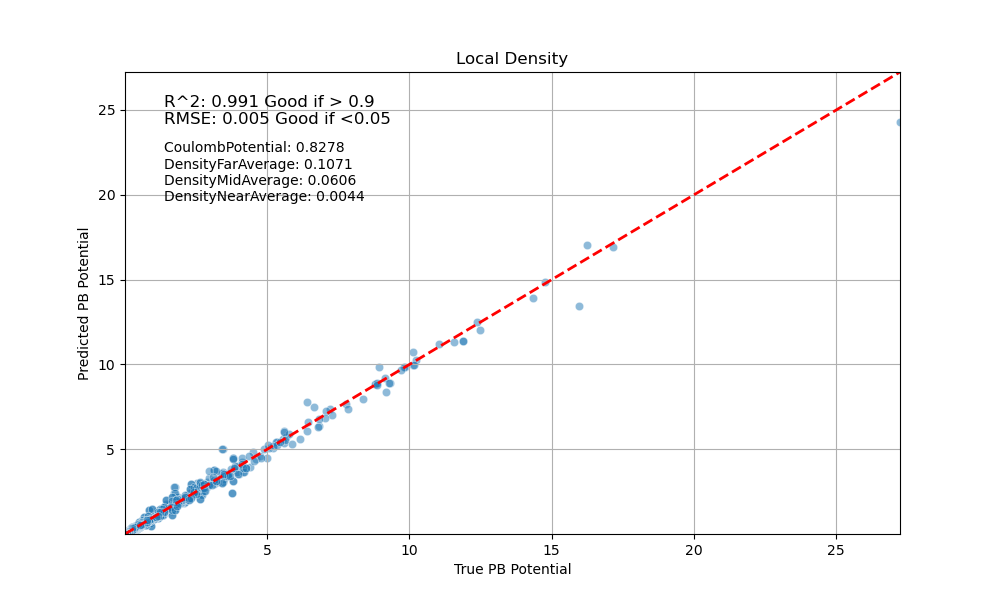 Local Density
R^2: 0.991 Good if > 0.9
RMSE: 0.005 Good if <0.05
CoulombPotential: 0.8278
DensityFarAverage: 0.1071
DensityMidAverage: 0.0606
DensityNearAverage: 0.0044
Predicted PB Potential
25
20
15
10
5
5
10
15
20
25
True PB Potential